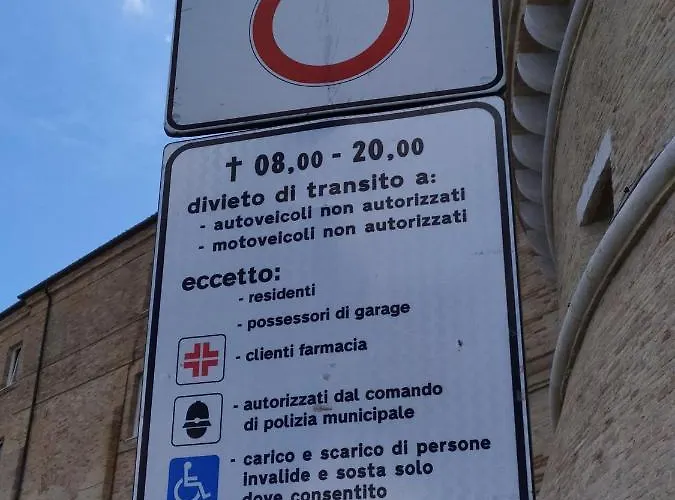 ✝ 08,00 - 20,00
divieto di transito a:
- autoveicoli non autorizzati
- motoveicoli non autorizzati
eccetto:
- residenti
- possessori di garage
- clienti farmacia
- autorizzati dal comando
di polizia municipale
- carico e scarico di persone
invalide e sosta solo
dove consentito